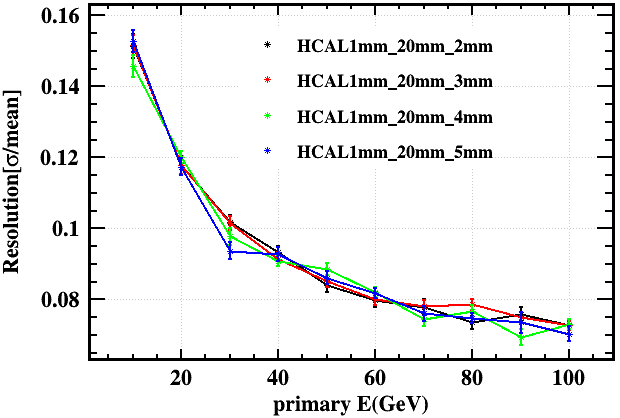 0.16
0.14
0.12
0.1
0.08
Resolution[σ/mean]
HCAL1mm_20mm_2mm
HCAL1mm_20mm_3mm
HCAL1mm_20mm_4mm
HCAL1mm_20mm_5mm
20 40 60 80 100
primary E(GeV)